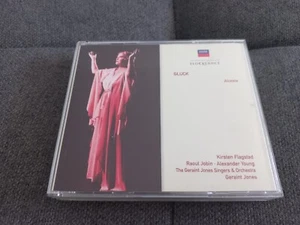 GLUCK
Kirsten Flagstad
Raoul Jobin · Alexander Young
The Geraint Jones Singers & Orchestra
Geraint Jones